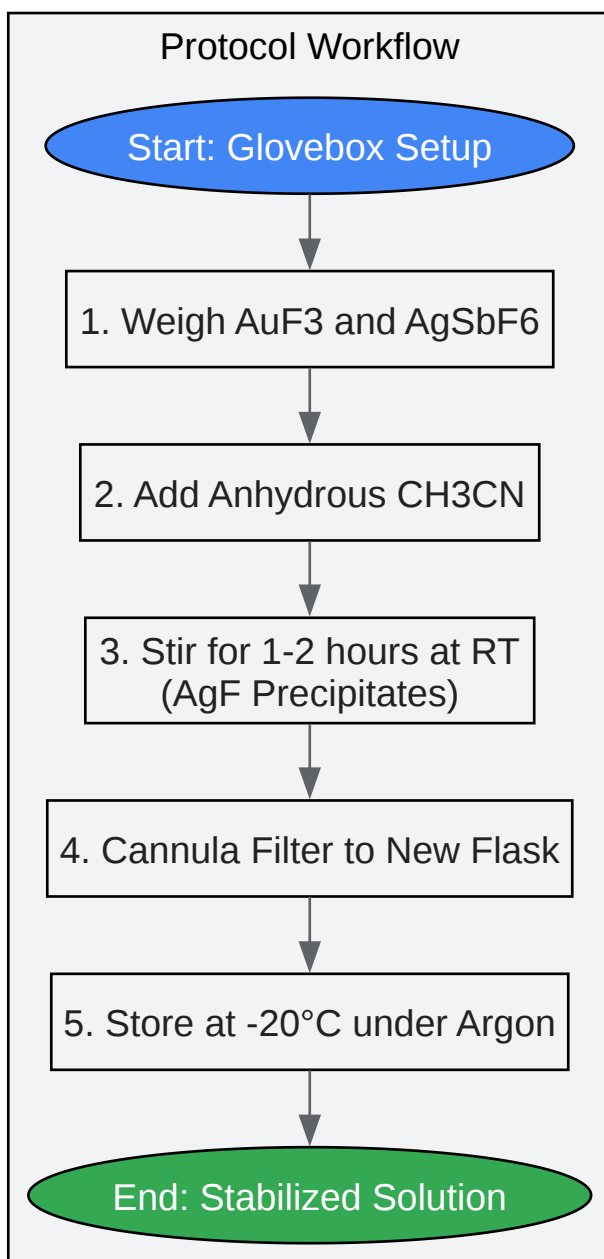 Protocol Workflow
Start: Glovebox Setup
1. Weigh AuF3 and AgSbF6
2. Add Anhydrous CH3CN
3. Stir for 1-2 hours at RT
(AgF Precipitates)
4. Cannula Filter to New Flask
5. Store at -20°C under Argon
End: Stabilized Solution